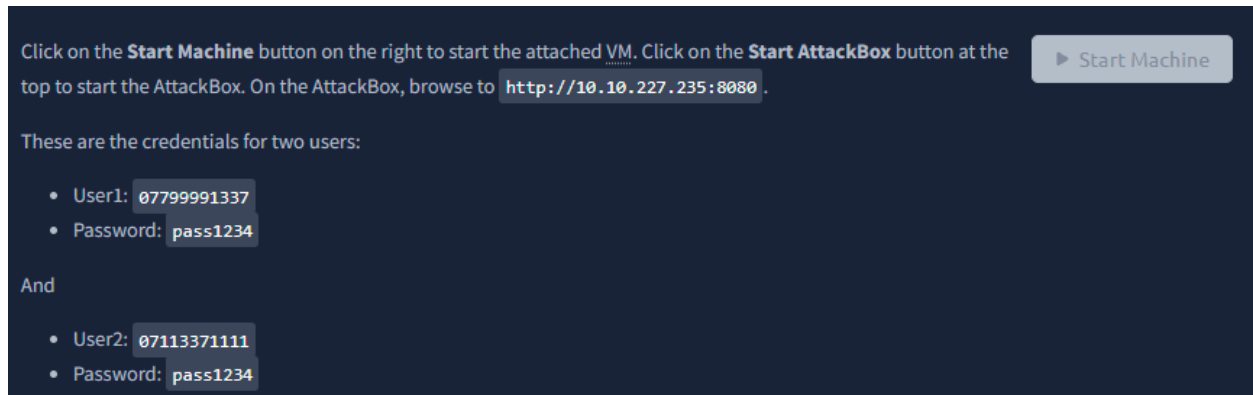 Click on the Start Machine button on the right to start the attached VM. Click on the Start AttackBox button at the
▶ Start Machine
top to start the AttackBox. On the AttackBox, browse to http://10.10.227.235:8080 .
These are the credentials for two users:
• User1: 07799991337
• Password: pass1234
And
• User2: 07113371111
• Password: pass1234